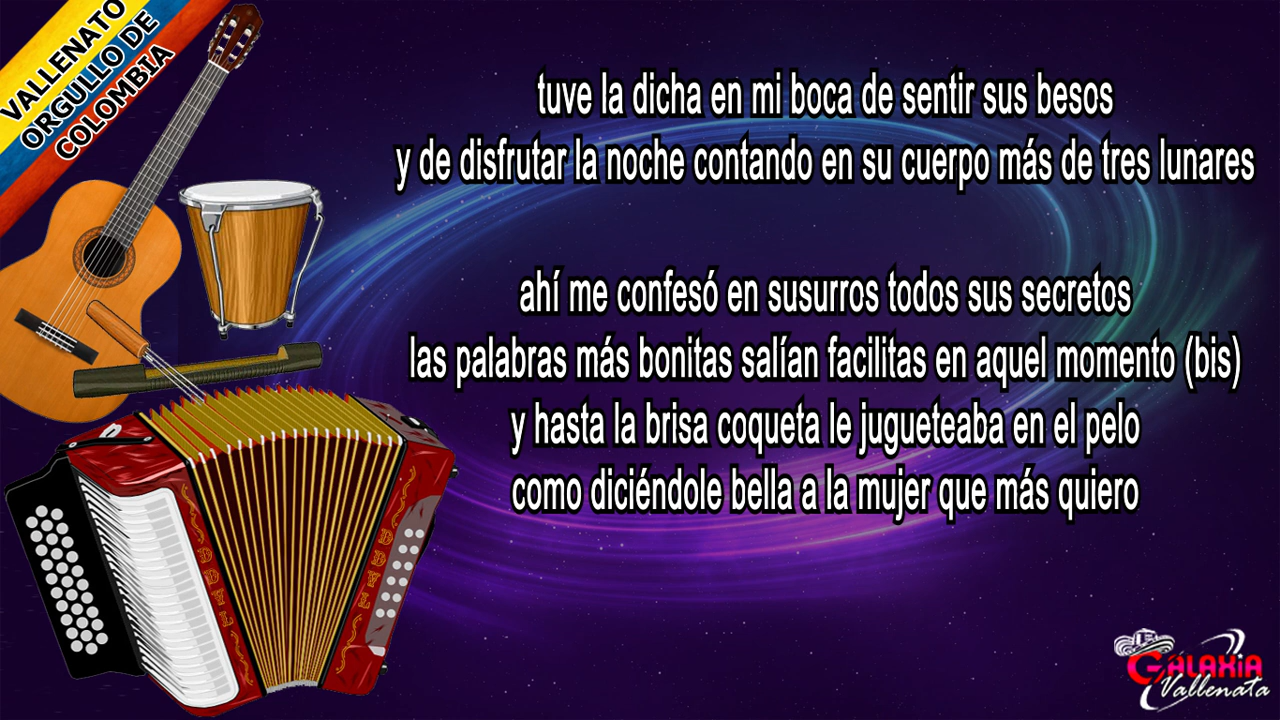 VALLENATO
ORGULLO DE
COLOMBIA
tuve la dicha en mi boca de sentir sus besos
y de disfrutar la noche contando en su cuerpo más de tres lunares
ahí me confesó en susurros todos sus secretos
las palabras más bonitas salían facilitas en aquel momento (bis)
y hasta la brisa coqueta le jugueteaba en el pelo
como diciéndole bella a la mujer que más quiero
GALAXIA
Vallenata